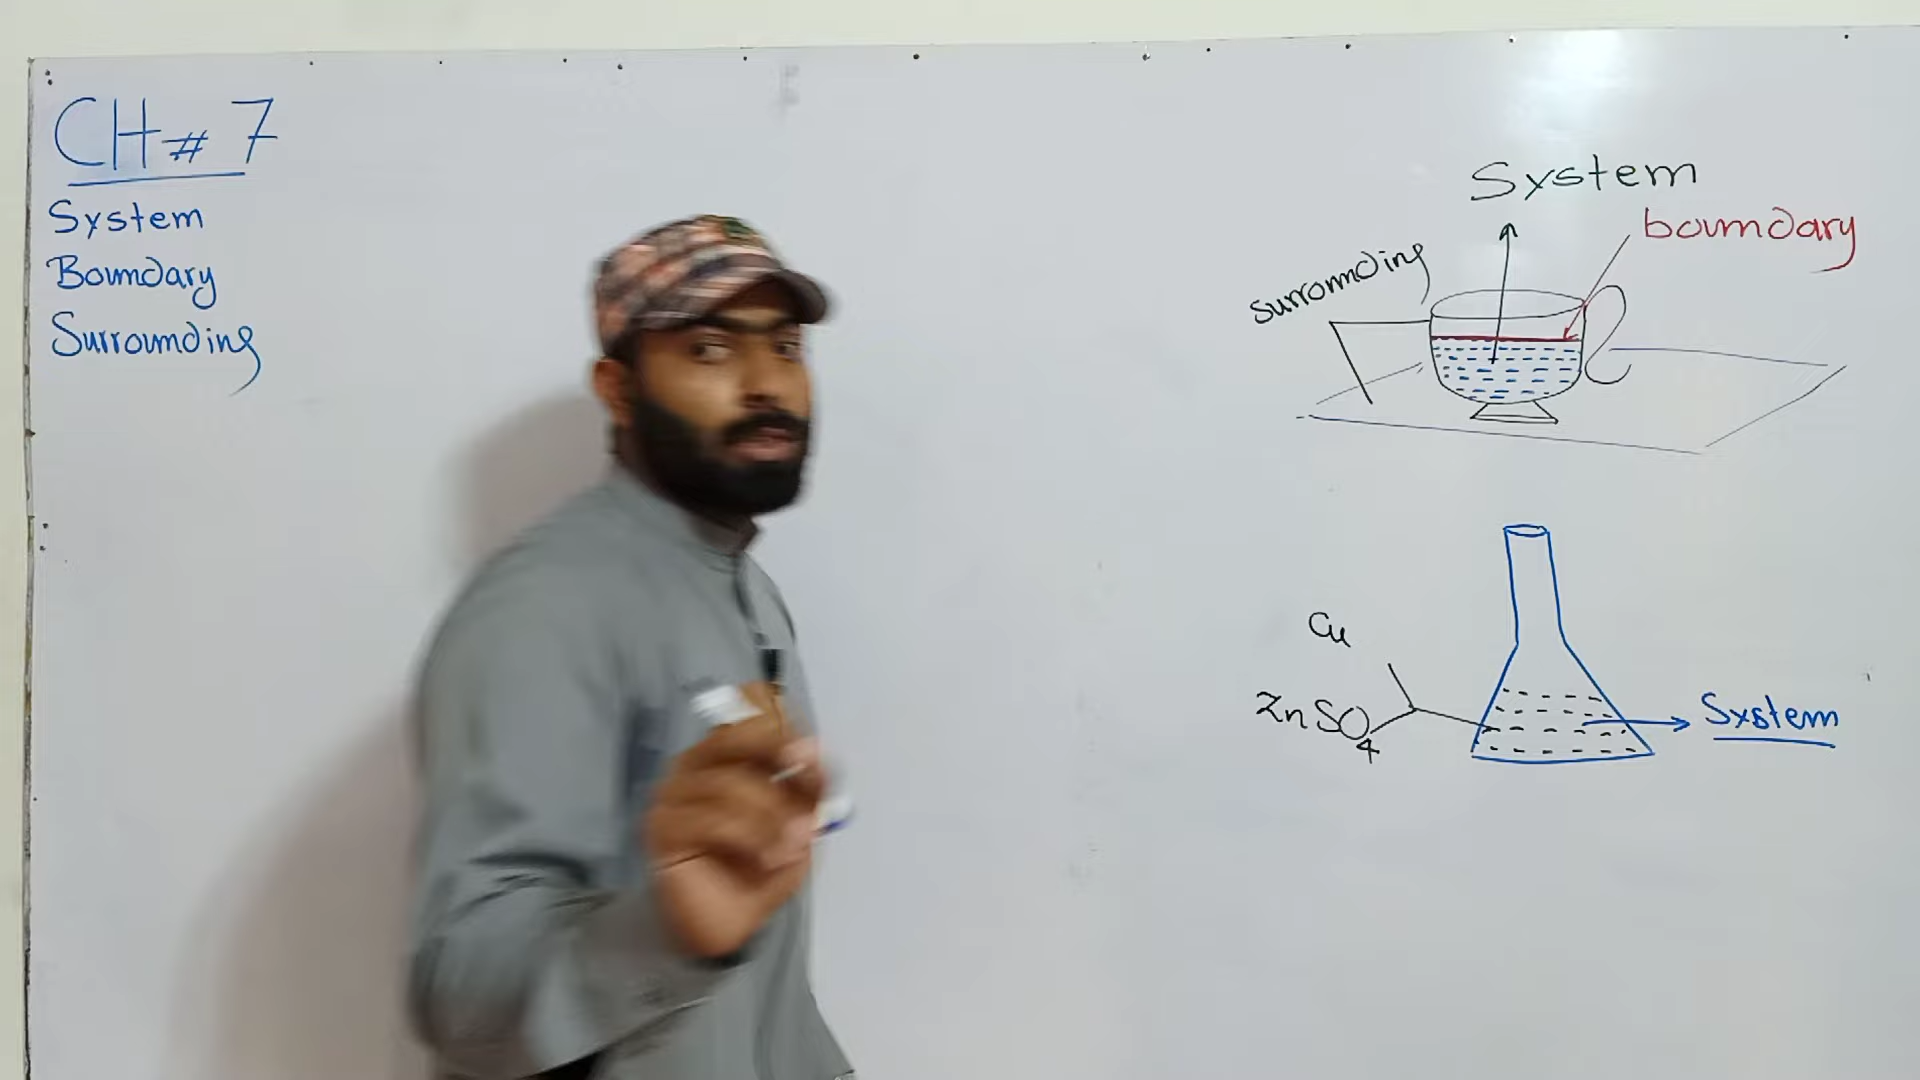 CH # 7
System
Boundary
Surrounding
System
boundary
surrounding
Cu
ZnSO4
System